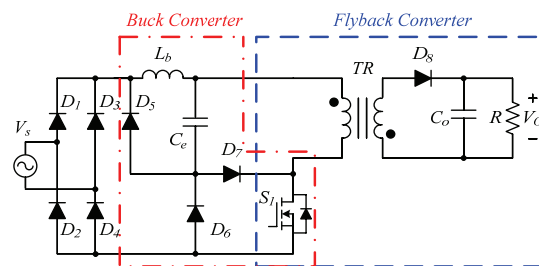 Buck Converter Flyback Converter
L_b TR D_8
D_1 D_3 D_5
V_s C_e C_o R + V_O −
D_7
S_1
D_2 D_4 D_6